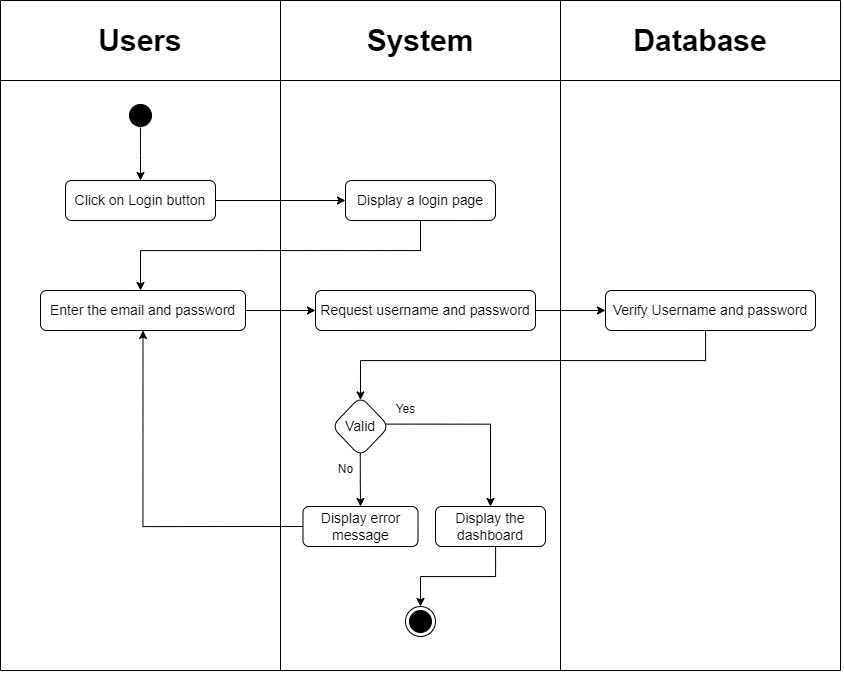 Users
System
Database
Click on Login button
Display a login page
Enter the email and password
Request username and password
Verify Username and password
Yes
Valid
No
Display error
message
Display the
dashboard